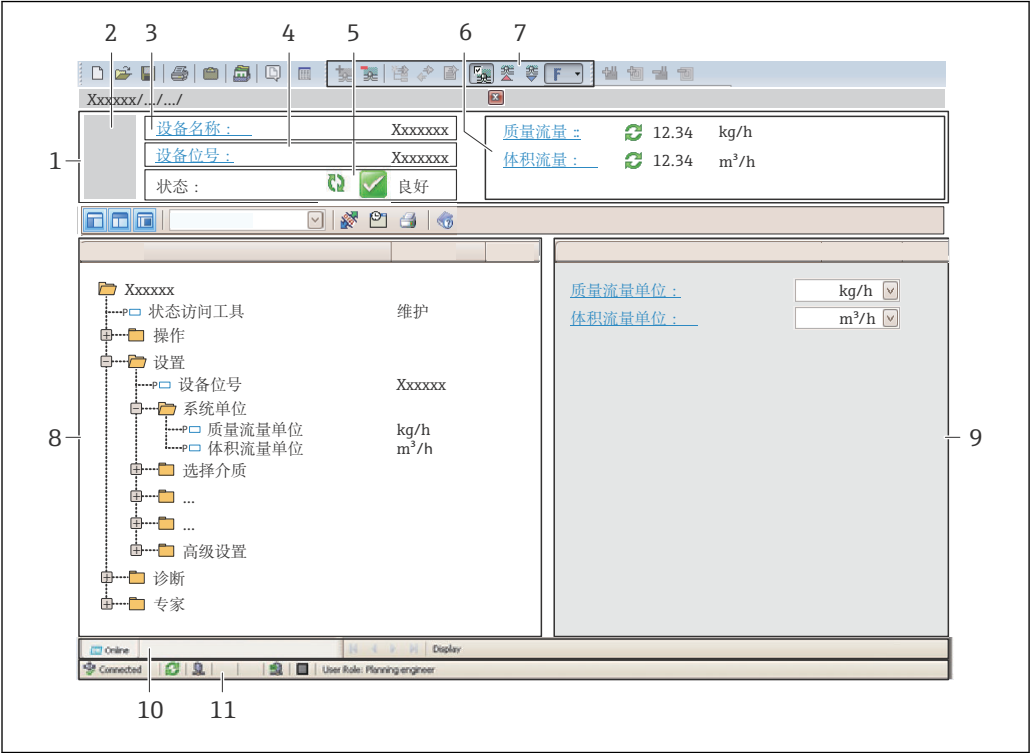 2 3 4 5 6 7
F
Xxxxxx/.../.../
1
设备名称： Xxxxxxx
设备位号： Xxxxxxx
状态： 良好
质量流量 :: 12.34 kg/h
体积流量： 12.34 m³/h
Xxxxxx
P 状态访问工具 维护
操作
设置
P 设备位号 Xxxxxx
系统单位
P 质量流量单位 kg/h
P 体积流量单位 m³/h
选择介质
...
...
高级设置
诊断
专家
8
质量流量单位： kg/h
体积流量单位： m³/h
9
Online Display
Connected User Role: Planning engineer
10 11